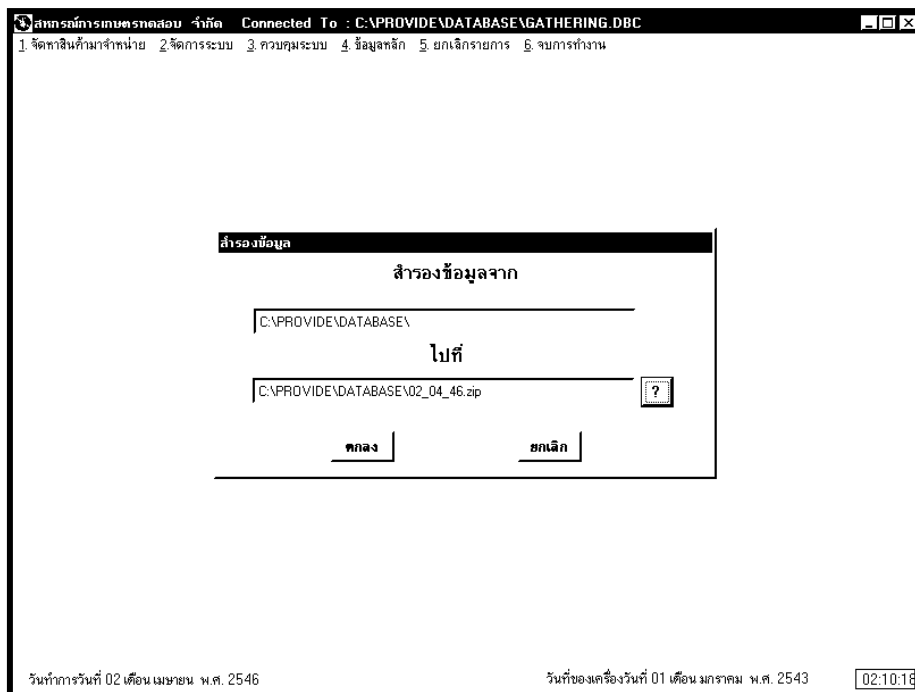 สหกรณ์การเกษตรทดสอบ จำกัด Connected To : C:\PROVIDE\DATABASE\GATHERING.DBC
1. จัดหาสินค้ามาจำหน่าย 2.จัดการระบบ 3. ควบคุมระบบ 4. ข้อมูลหลัก 5. ยกเลิกรายการ 6. จบการทำงาน
สำรองข้อมูล
สำรองข้อมูลจาก
C:\PROVIDE\DATABASE\
ไปที่
C:\PROVIDE\DATABASE\02_04_46.zip
?
ตกลง ยกเลิก
วันทำการวันที่ 02 เดือน เมษายน พ.ศ. 2546 วันที่ของเครื่องวันที่ 01 เดือน มกราคม พ.ศ. 2543 02:10:18